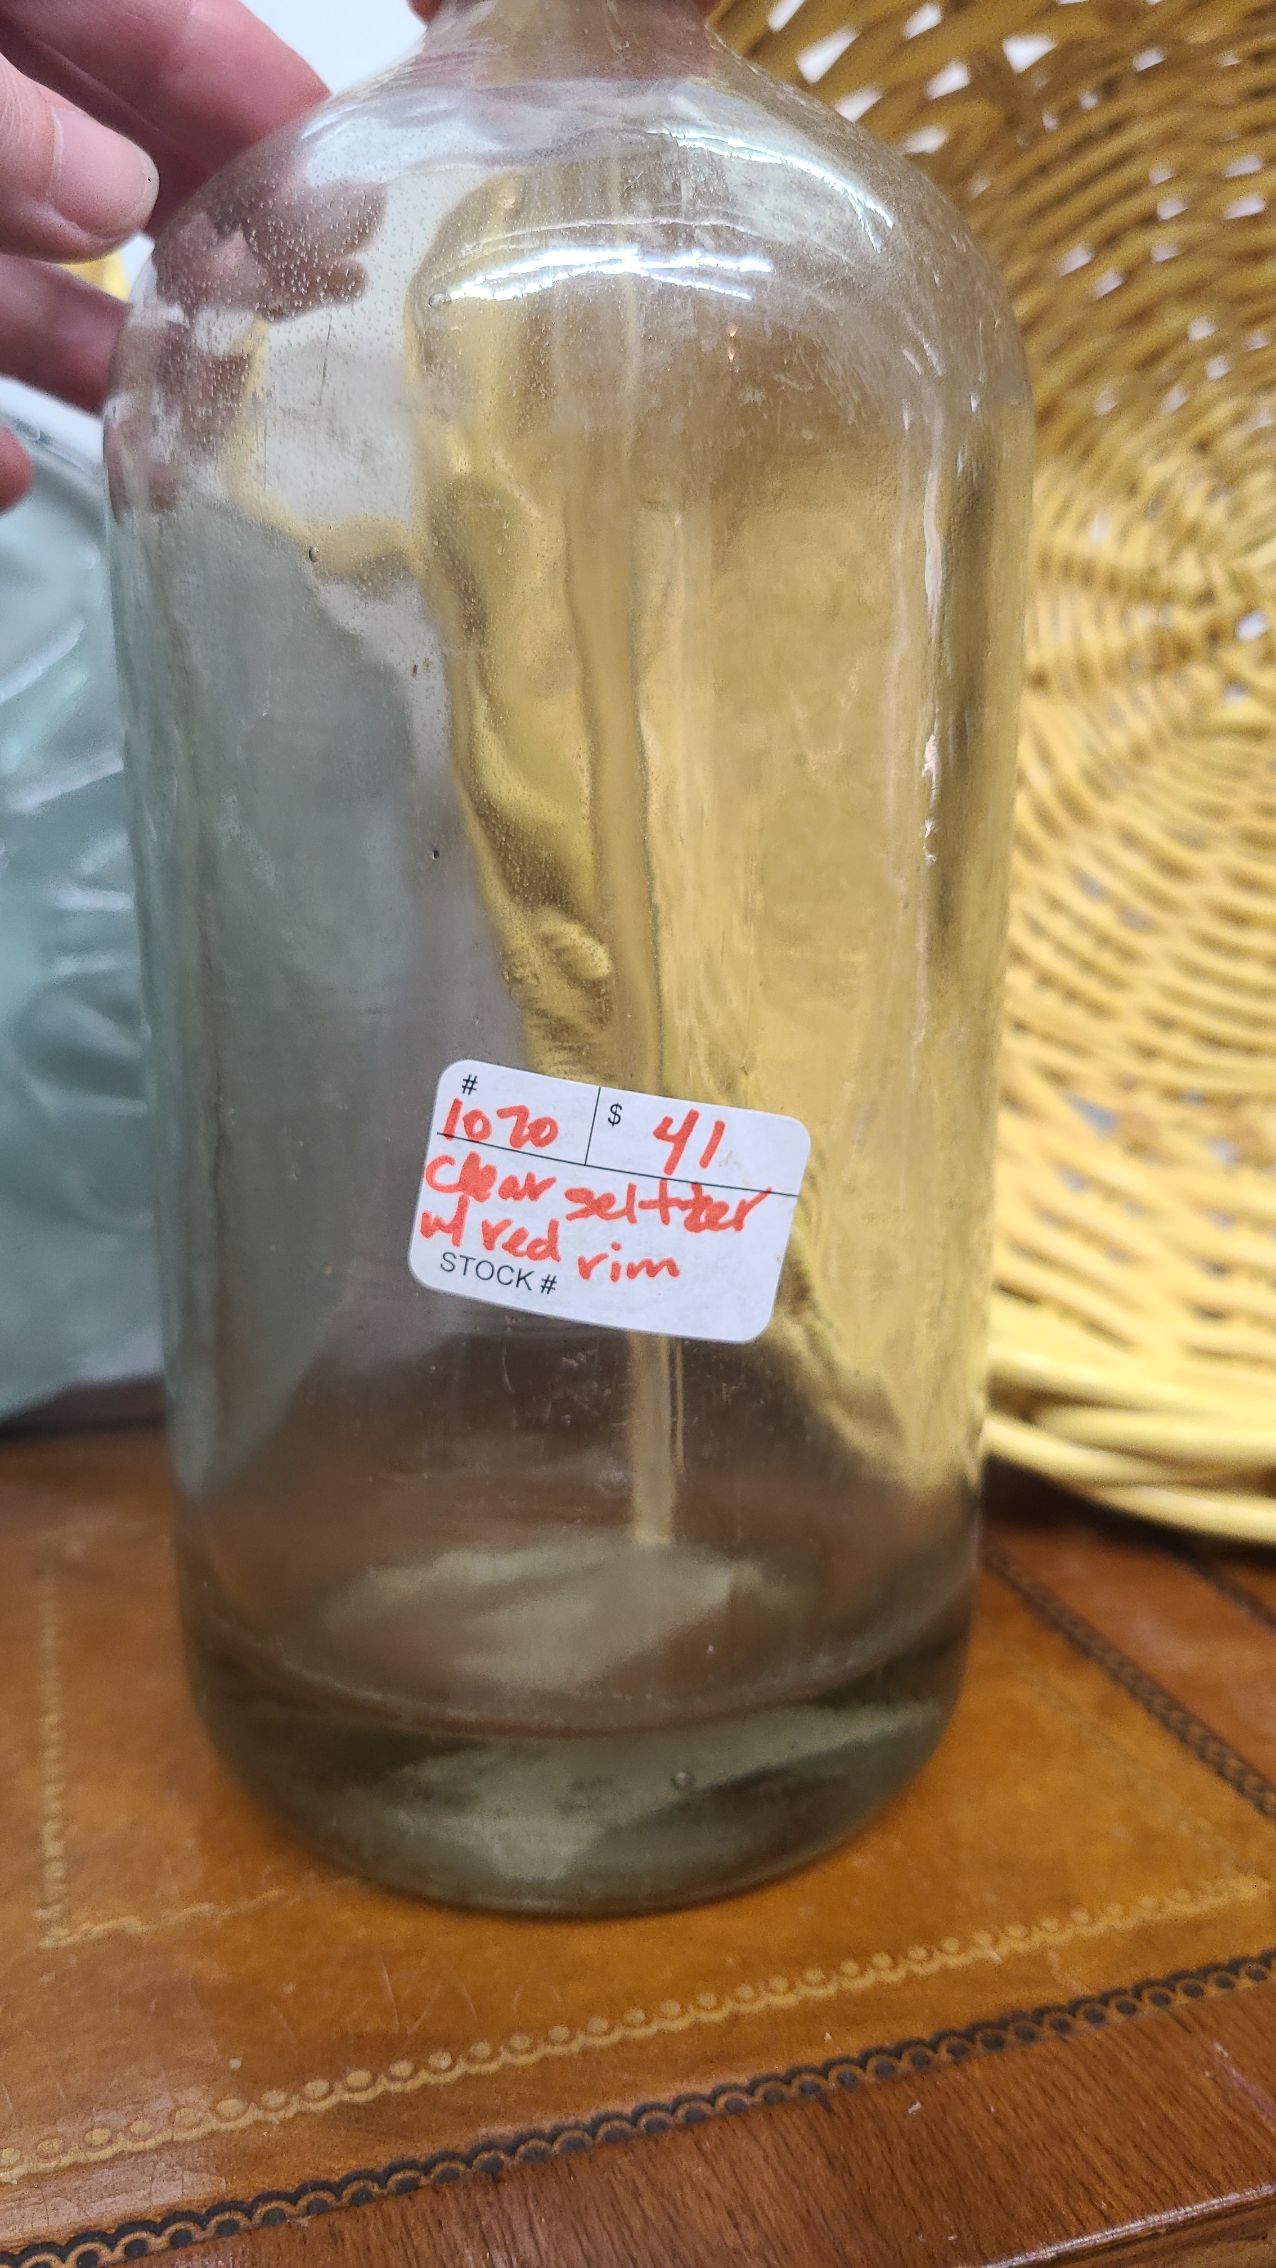 # $
1020 41
clear seltzer
w/ red rim
STOCK #